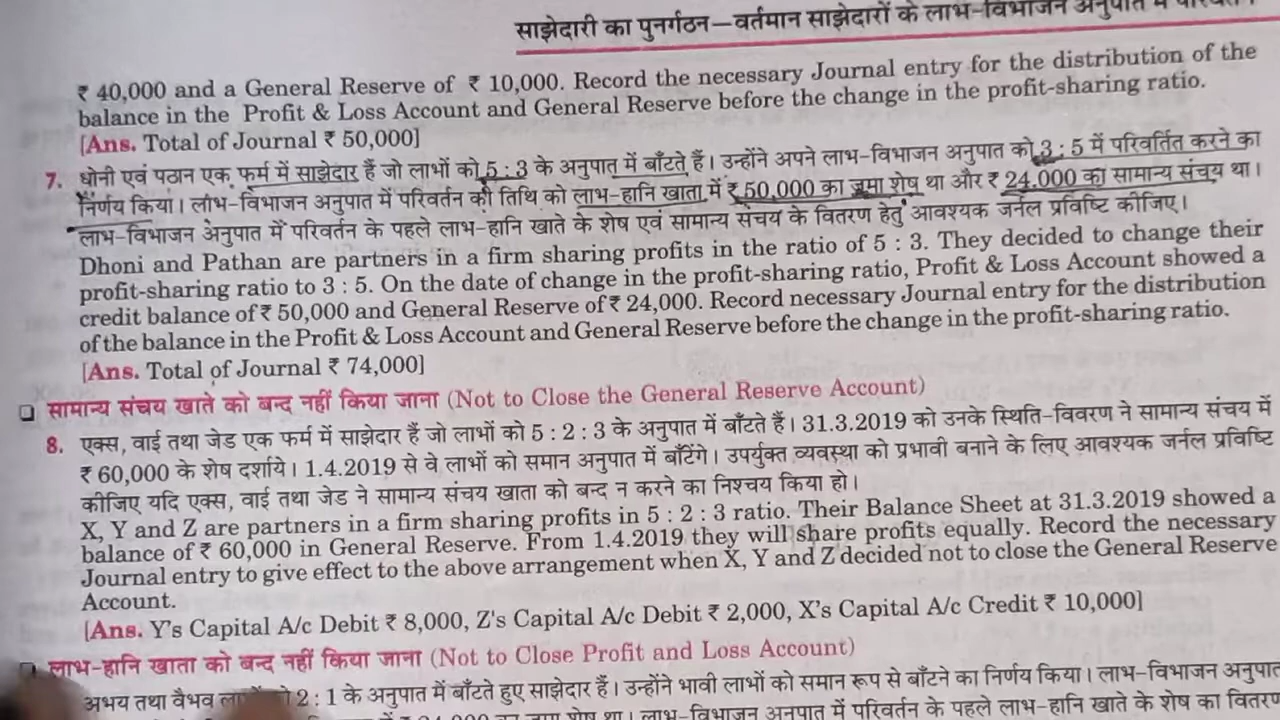 साझेदारी का पुनर्गठन—वर्तमान साझेदारों के लाभ-विभाजन अनुपात में
₹ 40,000 and a General Reserve of ₹ 10,000. Record the necessary Journal entry for the distribution of the
balance in the Profit & Loss Account and General Reserve before the change in the profit-sharing ratio.
[Ans. Total of Journal ₹ 50,000]
7. धोनी एवं पठान एक फर्म में साझेदार हैं जो लाभों को 5 : 3 के अनुपात में बाँटते हैं। उन्होंने अपने लाभ-विभाजन अनुपात को 3 : 5 में परिवर्तित करने का
निर्णय किया। लाभ-विभाजन अनुपात में परिवर्तन की तिथि को लाभ-हानि खाता में ₹ 50,000 का जमा शेष था और ₹ 24,000 का सामान्य संचय था।
लाभ-विभाजन अनुपात में परिवर्तन के पहले लाभ-हानि खाते के शेष एवं सामान्य संचय के वितरण हेतु आवश्यक जर्नल प्रविष्टि कीजिए।
Dhoni and Pathan are partners in a firm sharing profits in the ratio of 5 : 3. They decided to change their
profit-sharing ratio to 3 : 5. On the date of change in the profit-sharing ratio, Profit & Loss Account showed a
credit balance of ₹ 50,000 and General Reserve of ₹ 24,000. Record necessary Journal entry for the distribution
of the balance in the Profit & Loss Account and General Reserve before the change in the profit-sharing ratio.
[Ans. Total of Journal ₹ 74,000]
❑ सामान्य संचय खाते को बन्द नहीं किया जाना (Not to Close the General Reserve Account)
8. एक्स, वाई तथा जेड एक फर्म में साझेदार हैं जो लाभों को 5 : 2 : 3 के अनुपात में बाँटते हैं। 31.3.2019 को उनके स्थिति-विवरण ने सामान्य संचय में
₹ 60,000 के शेष दर्शाये। 1.4.2019 से वे लाभों को समान अनुपात में बाँटेंगे। उपर्युक्त व्यवस्था को प्रभावी बनाने के लिए आवश्यक जर्नल प्रविष्टि
कीजिए यदि एक्स, वाई तथा जेड ने सामान्य संचय खाता को बन्द न करने का निश्चय किया हो।
X, Y and Z are partners in a firm sharing profits in 5 : 2 : 3 ratio. Their Balance Sheet at 31.3.2019 showed a
balance of ₹ 60,000 in General Reserve. From 1.4.2019 they will share profits equally. Record the necessary
Journal entry to give effect to the above arrangement when X, Y and Z decided not to close the General Reserve
Account.
[Ans. Y's Capital A/c Debit ₹ 8,000, Z's Capital A/c Debit ₹ 2,000, X's Capital A/c Credit ₹ 10,000]
❑ लाभ-हानि खाता को बन्द नहीं किया जाना (Not to Close Profit and Loss Account)
अभय तथा वैभव 2 : 1 के अनुपात में बाँटते हुए साझेदार हैं। उन्होंने भावी लाभों को समान रूप से बाँटने का निर्णय किया। लाभ-विभाजन अनुपात
शेष था। लाभ-विभाजन अनुपात में परिवर्तन के पहले लाभ-हानि खाते के शेष का वितरण